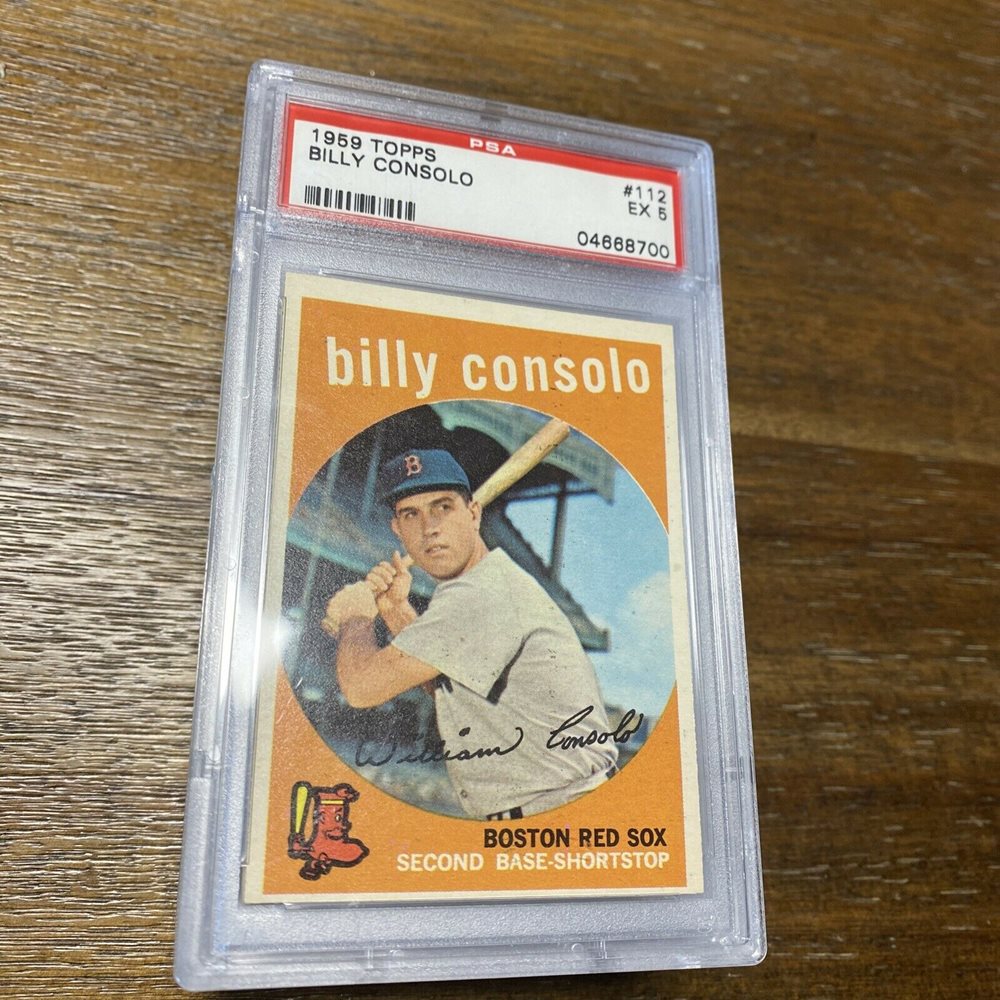 1959 TOPPS
PSA
BILLY CONSOLO
#112
EX 5
04668700
billy consolo
B
William Consolo
BOSTON RED SOX
SECOND BASE-SHORTSTOP